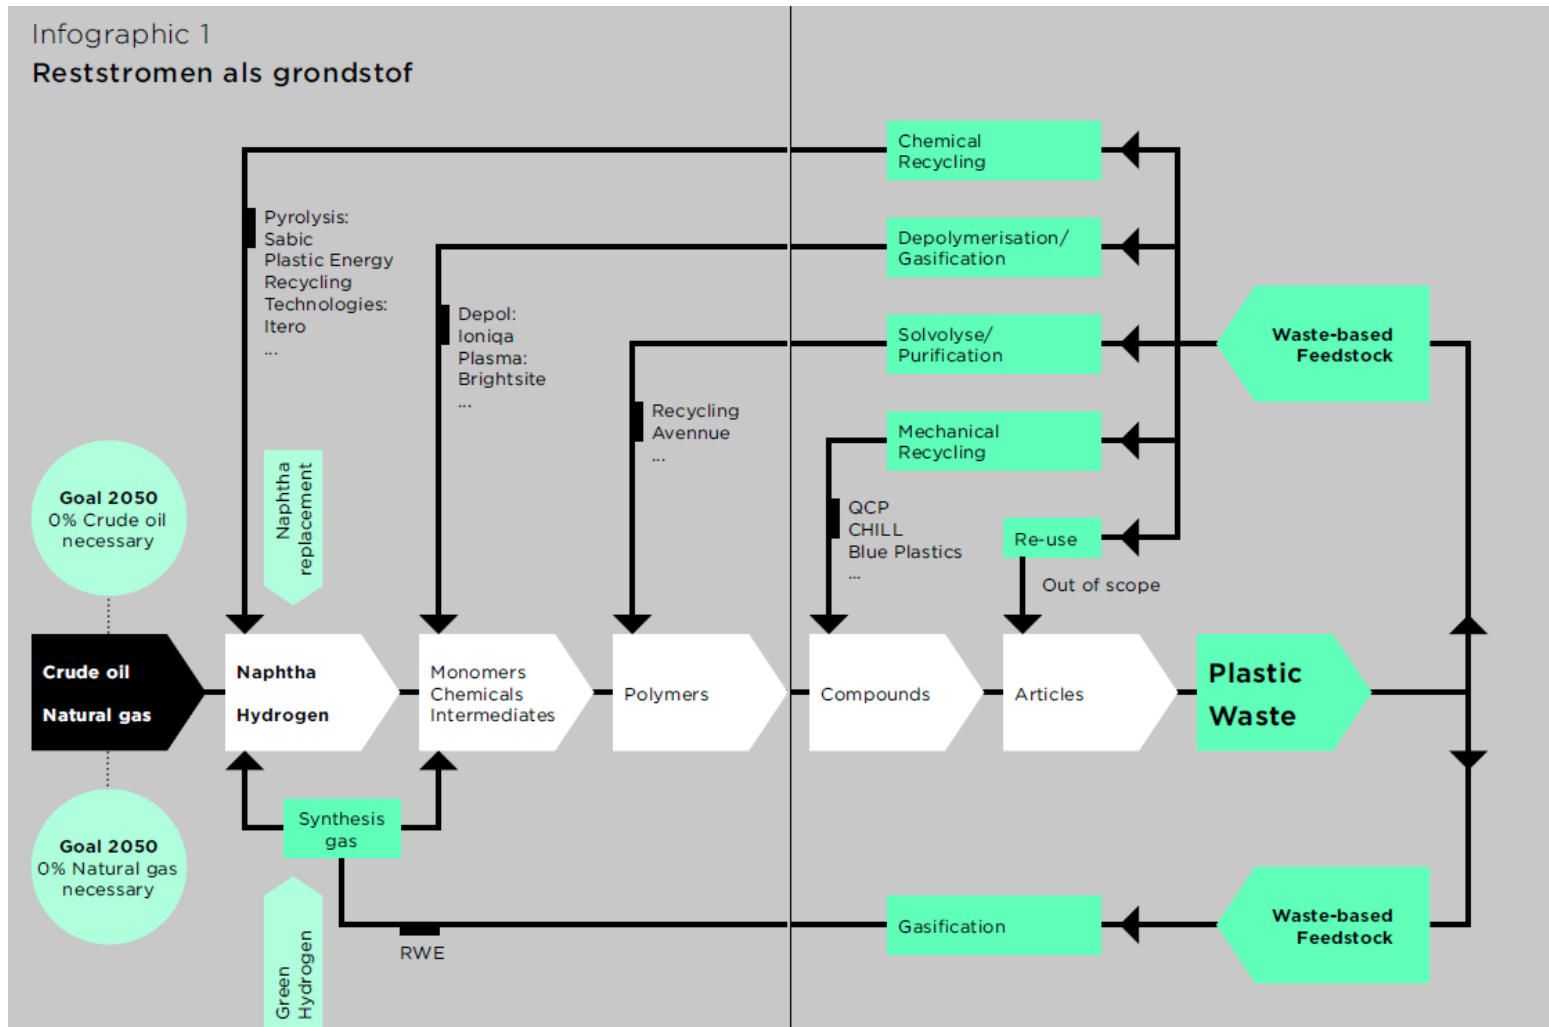 Infographic 1
Reststromen als grondstof
Chemical
Recycling
Pyrolysis:
Sabic
Plastic Energy
Recycling
Technologies:
Itero
...
Depolymerisation/
Gasification
Depol:
Ioniqa
Plasma:
Brightsite
...
Solvolyse/
Purification
Waste-based
Feedstock
Recycling
Avennue
...
Mechanical
Recycling
QCP
CHILL
Blue Plastics
...
Re-use
Out of scope
Goal 2050
0% Crude oil
necessary
Naphtha
replacement
Crude oil
Natural gas
Naphtha
Hydrogen
Monomers
Chemicals
Intermediates
Polymers
Compounds
Articles
Plastic
Waste
Synthesis
gas
Goal 2050
0% Natural gas
necessary
Green
Hydrogen
RWE
Gasification
Waste-based
Feedstock